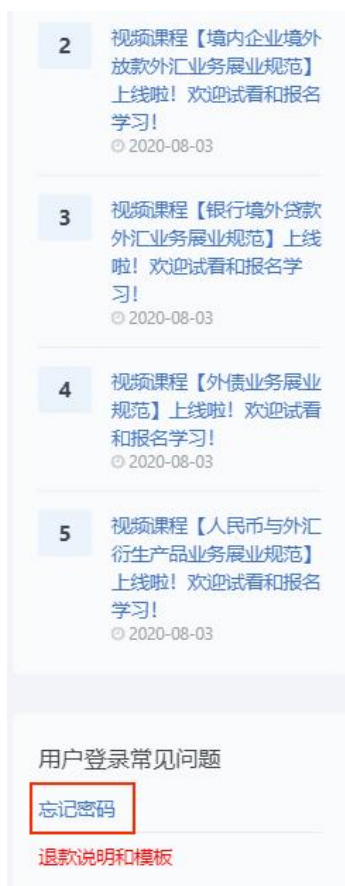 2
视频课程【境内企业境外
放款外汇业务展业规范】
上线啦！欢迎试看和报名
学习！
2020-08-03
3
视频课程【银行境外贷款
外汇业务展业规范】上线
啦！欢迎试看和报名学
习！
2020-08-03
4
视频课程【外债业务展业
规范】上线啦！欢迎试看
和报名学习！
2020-08-03
5
视频课程【人民币与外汇
衍生产品业务展业规范】
上线啦！欢迎试看和报名
学习！
2020-08-03
用户登录常见问题
忘记密码
退款说明和模板